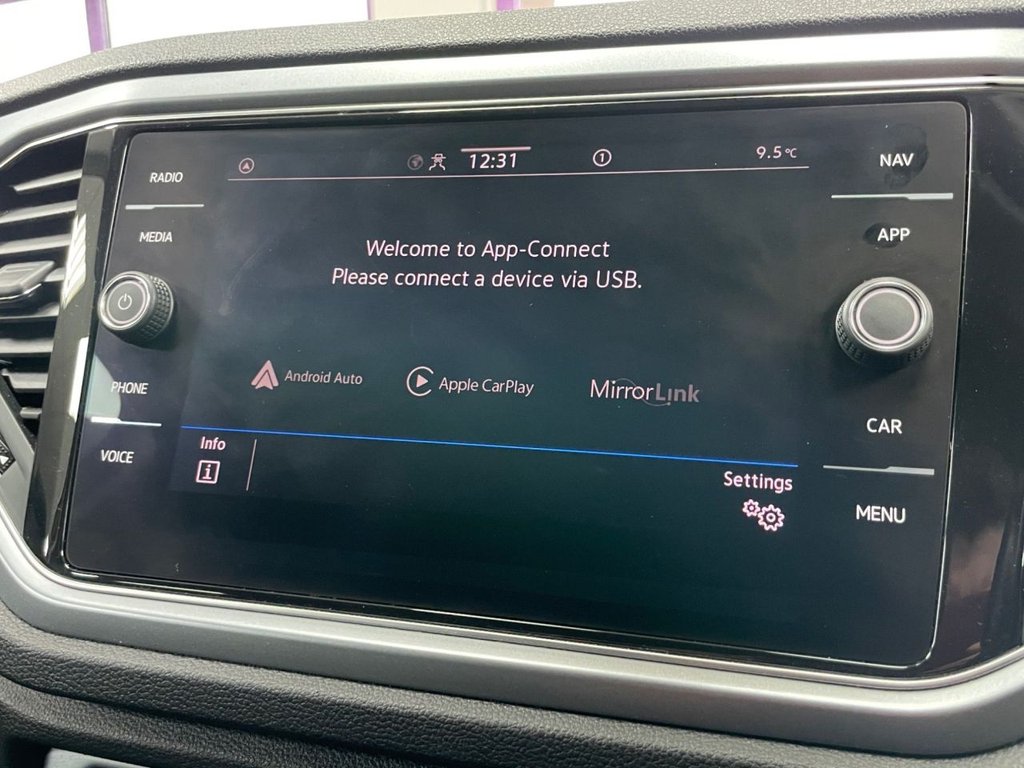 RADIO
MEDIA
PHONE
VOICE
12:31
1
9.5°C
Welcome to App-Connect
Please connect a device via USB.
Android Auto
Apple CarPlay
MirrorLink
Info
i
Settings
NAV
APP
CAR
MENU